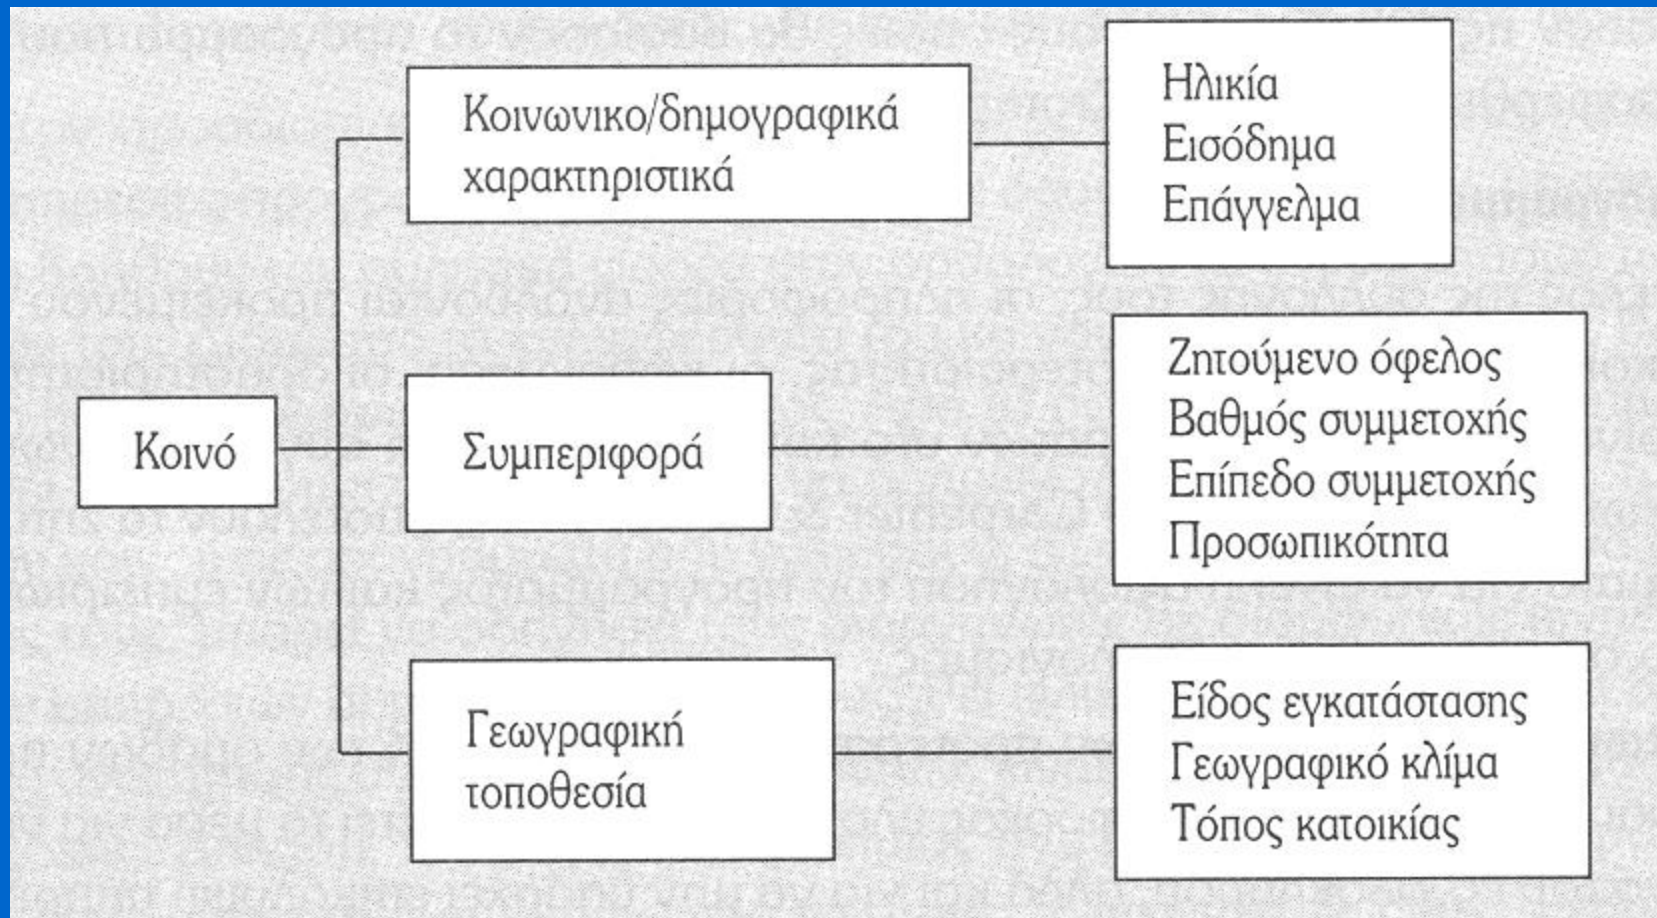 Κοινό
Κοινωνικο/δημογραφικά
χαρακτηριστικά
Ηλικία
Εισόδημα
Επάγγελμα
Συμπεριφορά
Ζητούμενο όφελος
Βαθμός συμμετοχής
Επίπεδο συμμετοχής
Προσωπικότητα
Γεωγραφική
τοποθεσία
Είδος εγκατάστασης
Γεωγραφικό κλίμα
Τόπος κατοικίας